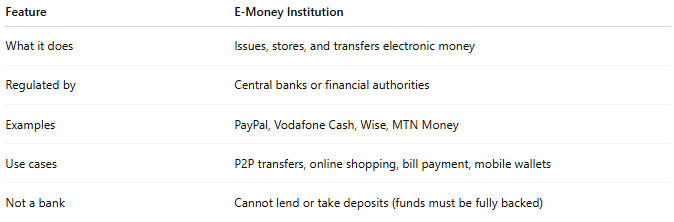 Feature E-Money Institution
What it does Issues, stores, and transfers electronic money
Regulated by Central banks or financial authorities
Examples PayPal, Vodafone Cash, Wise, MTN Money
Use cases P2P transfers, online shopping, bill payment, mobile wallets
Not a bank Cannot lend or take deposits (funds must be fully backed)